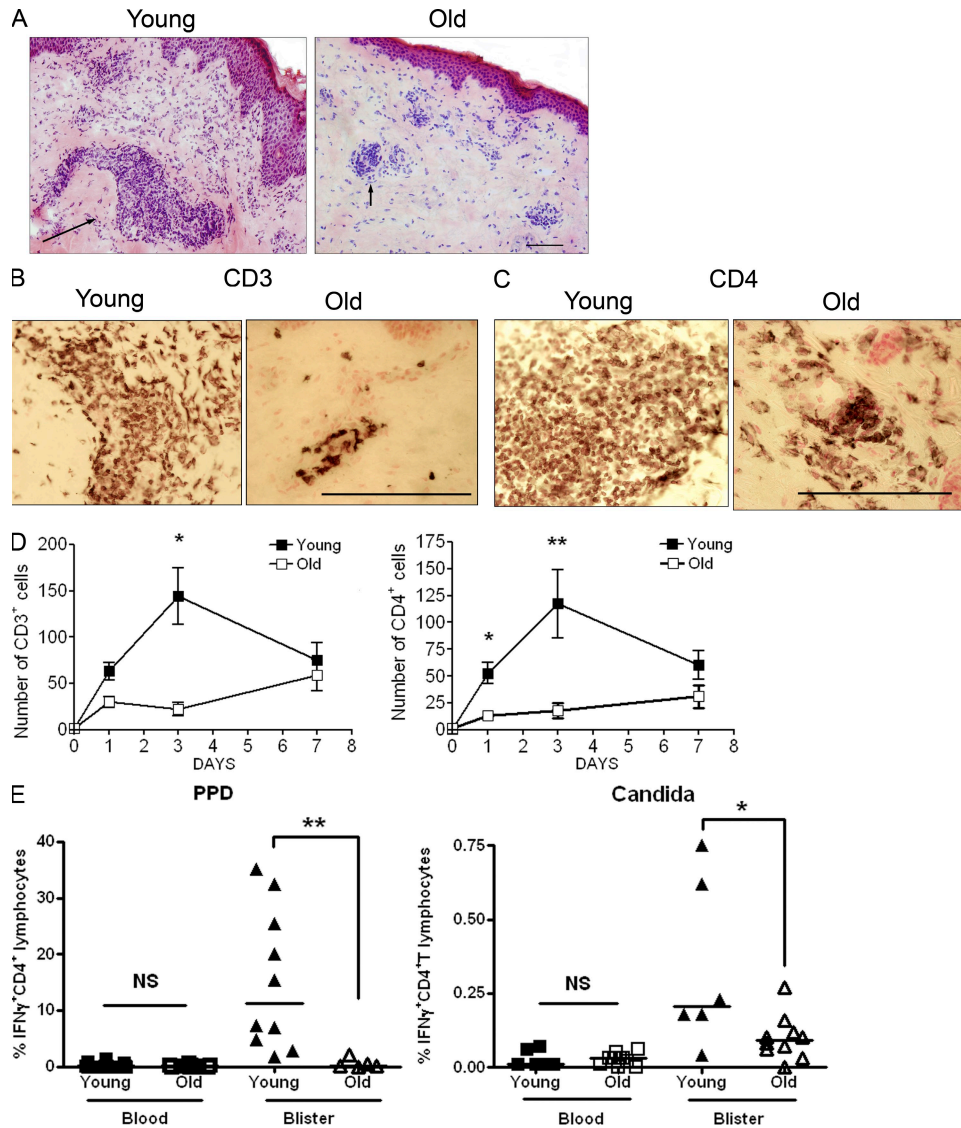 A
Young
Old
B
CD3
Young
Old
C
CD4
Young
Old
D
Number of CD3+ cells
200
150
100
50
0
*
Young
Old
0 1 2 3 4 5 6 7 8
DAYS
Number of CD4+ cells
175
150
125
100
75
50
25
0
*
**
Young
Old
0 1 2 3 4 5 6 7 8
DAYS
E
PPD
% IFNγ+CD4+ lymphocytes
40
30
20
10
0
NS
**
Young Old Young Old
Blood Blister
Candida
% IFNγ+CD4+T lymphocytes
0.75
0.50
0.25
0.00
NS
*
Young Old Young Old
Blood Blister